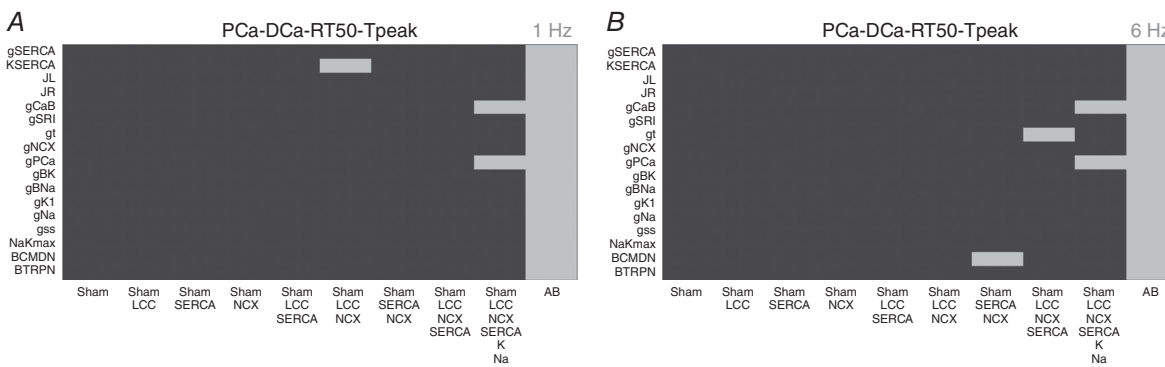 A
PCa-DCa-RT50-Tpeak
1 Hz
gSERCA
KSERCA
JL
JR
gCaB
gSRI
gt
gNCX
gPCa
gBK
gBNa
gK1
gNa
gss
NaKmax
BCMDN
BTRPN
Sham
Sham
LCC
Sham
SERCA
Sham
NCX
Sham
LCC
SERCA
Sham
LCC
NCX
Sham
SERCA
NCX
Sham
LCC
NCX
SERCA
Sham
LCC
NCX
SERCA
K
Na
AB
B
PCa-DCa-RT50-Tpeak
6 Hz
gSERCA
KSERCA
JL
JR
gCaB
gSRI
gt
gNCX
gPCa
gBK
gBNa
gK1
gNa
gss
NaKmax
BCMDN
BTRPN
Sham
Sham
LCC
Sham
SERCA
Sham
NCX
Sham
LCC
SERCA
Sham
LCC
NCX
Sham
SERCA
NCX
Sham
LCC
NCX
SERCA
Sham
LCC
NCX
SERCA
K
Na
AB